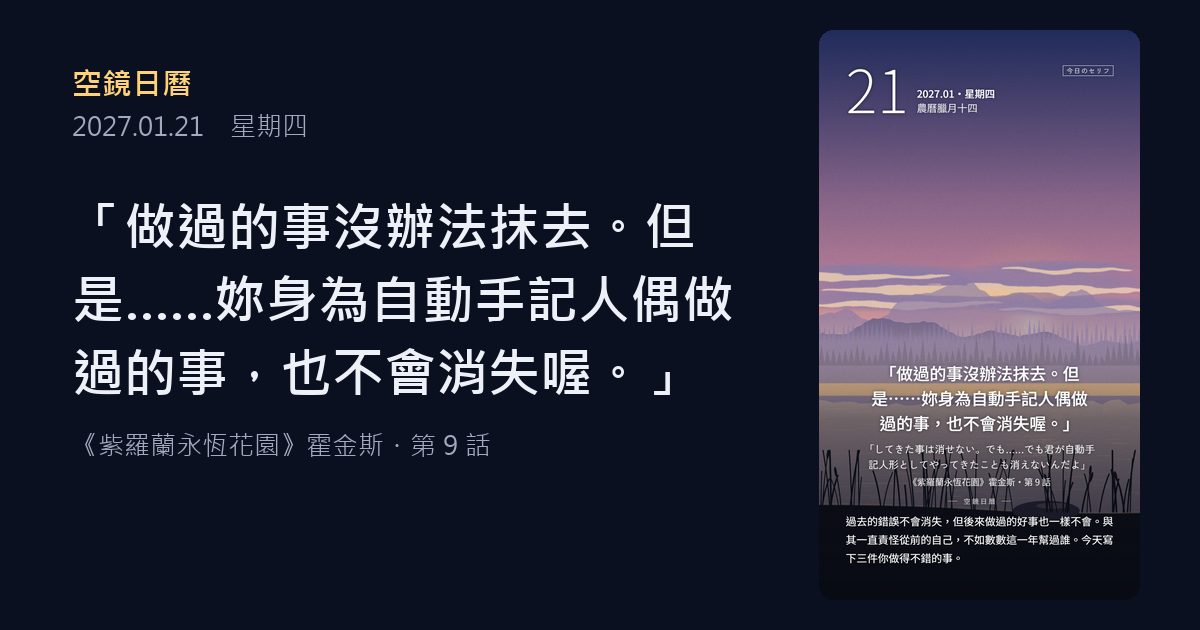 空鏡日曆
2027.01.21　星期四
「做過的事沒辦法抹去。但
是……妳身為自動手記人偶做
過的事，也不會消失喔。」
《紫羅蘭永恆花園》霍金斯・第 9 話
今日のセリフ
21
2027.01・星期四
農曆臘月十四
「做過的事沒辦法抹去。但
是……妳身為自動手記人偶做
過的事，也不會消失喔。」
「してきた事は消せない。でも……でも君が自動手
記人形としてやってきたことも消えないんだよ」
《紫羅蘭永恆花園》霍金斯・第 9 話
— 空鏡日曆 —
過去的錯誤不會消失，但後來做過的好事也一樣不會。與
其一直責怪從前的自己，不如數數這一年幫過誰。今天寫
下三件你做得不錯的事。